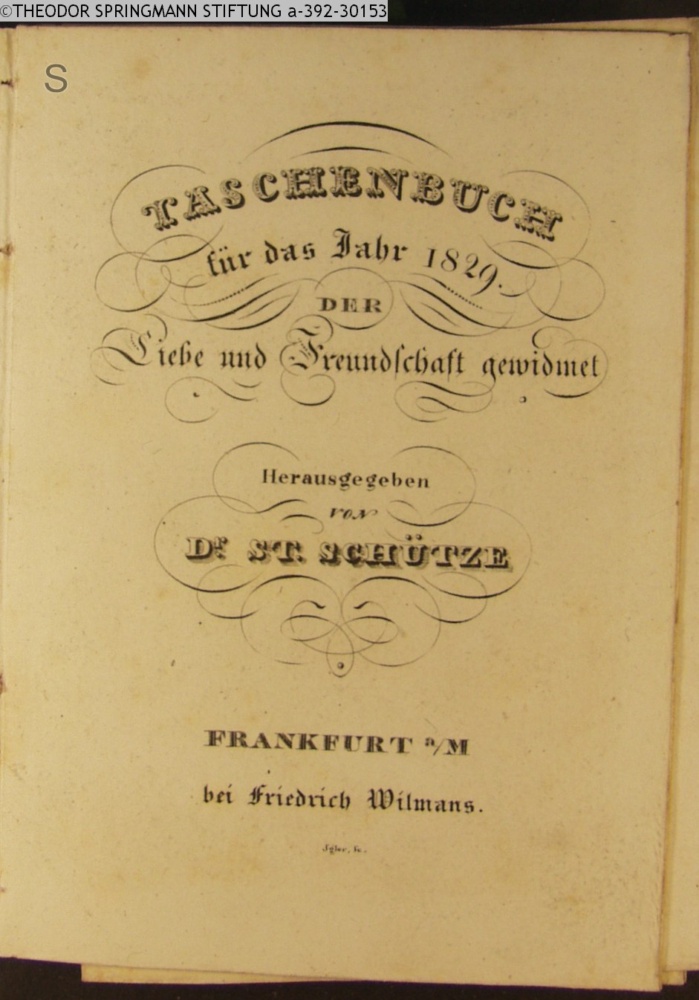 ©THEODOR SPRINGMANN STIFTUNG a-392-30153
S
TASCHENBUCH
für das Jahr 1829.
DER
Liebe und Freundschaft gewidmet
Herausgegeben
VON
Dr ST. SCHÜTZE
FRANKFURT a/M
bei Friedrich Wilmans.